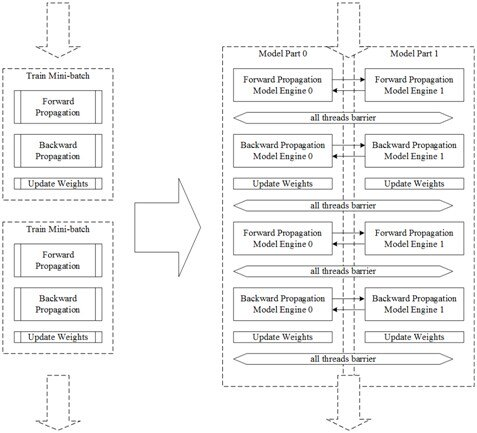 Train Mini-batch
Forward
Propagation
Backward
Propagation
Update Weights
Train Mini-batch
Forward
Propagation
Backward
Propagation
Update Weights
Model Part 0
Model Part 1
Forward Propagation
Model Engine 0
Forward Propagation
Model Engine 1
all threads barrier
Backward Propagation
Model Engine 0
Backward Propagation
Model Engine 1
Update Weights
Update Weights
all threads barrier
Forward Propagation
Model Engine 0
Forward Propagation
Model Engine 1
all threads barrier
Backward Propagation
Model Engine 0
Backward Propagation
Model Engine 1
Update Weights
Update Weights
all threads barrier